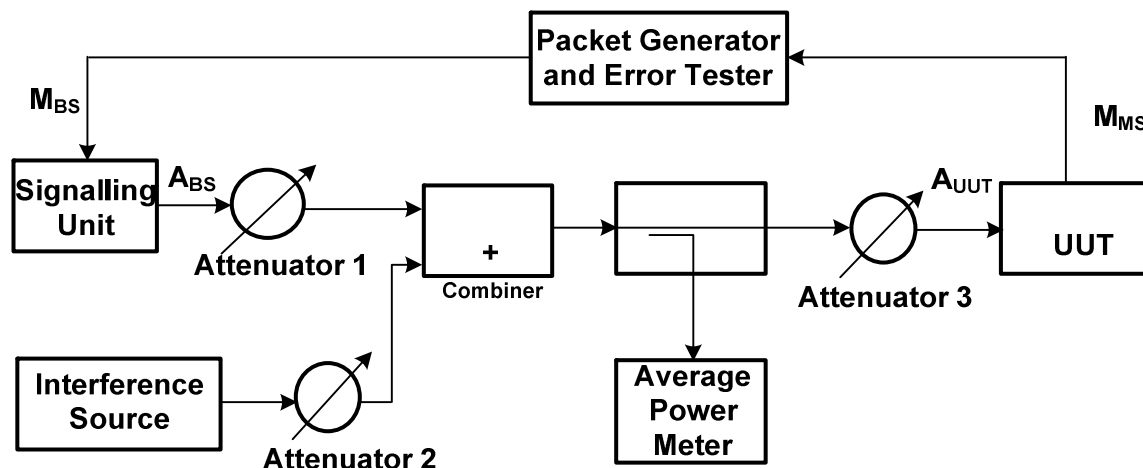 Packet Generator
and Error Tester
M_BS
M_MS
Signalling
Unit
A_BS
Attenuator 1
+
Combiner
A_UUT
UUT
Attenuator 3
Interference
Source
Attenuator 2
Average
Power
Meter